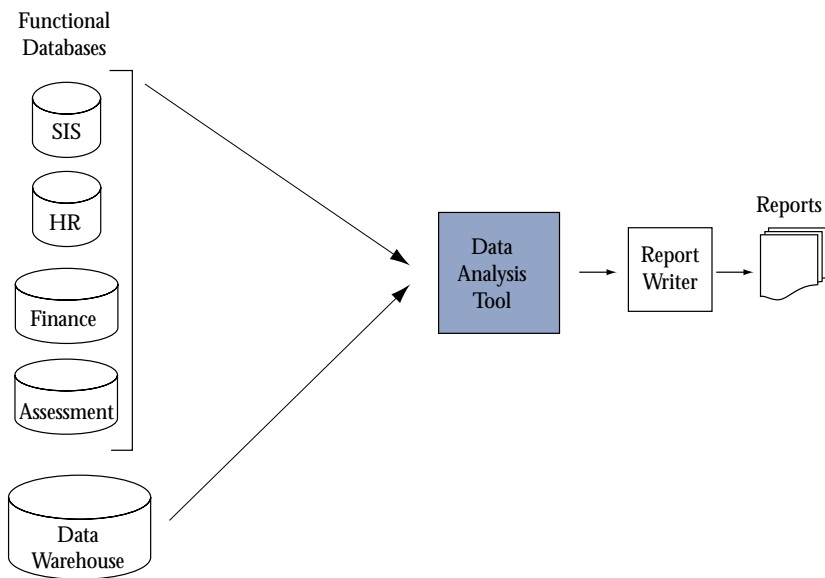 Functional
Databases
SIS
HR
Finance
Assessment
Data
Warehouse
Data
Analysis
Tool
Report
Writer
Reports